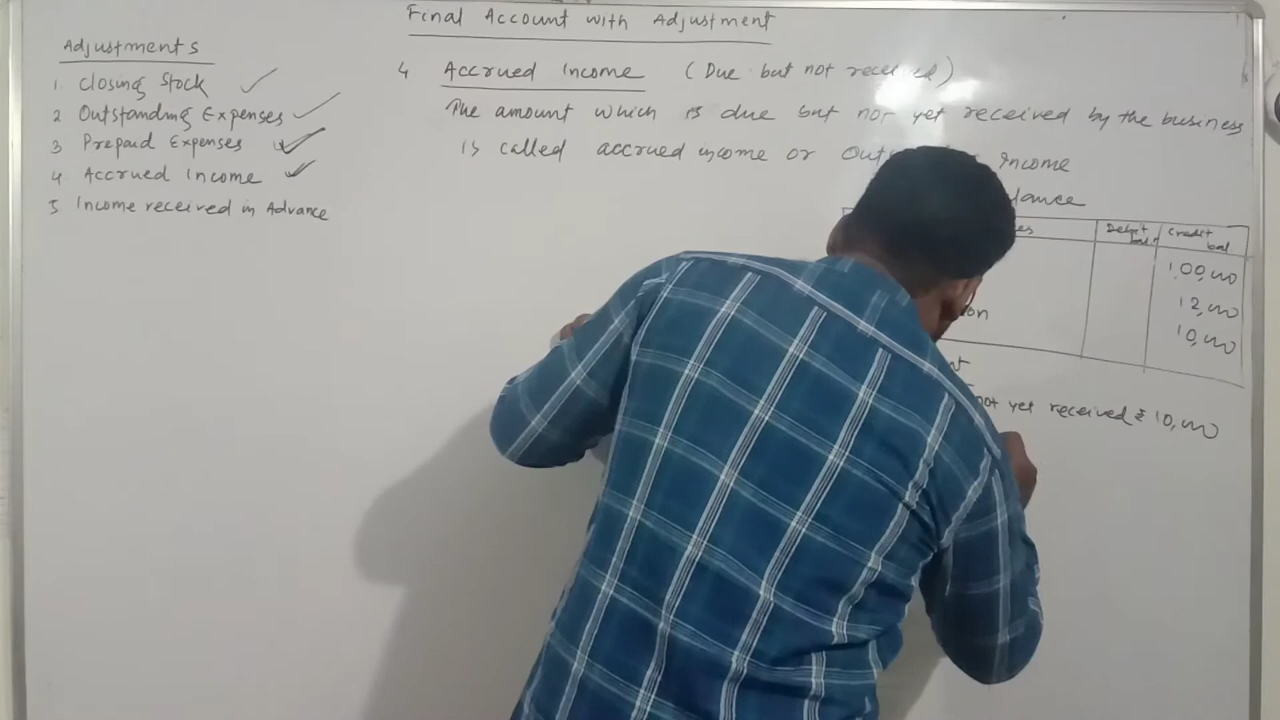 Final Account with Adjustment
Adjustments
1 Closing Stock
2 Outstanding Expenses
3 Prepaid Expenses
4 Accrued Income
5 Income received in Advance
4 Accrued Income (Due but not received)
The amount which is due but not yet received by the business
is called accrued income or Income
Debit bal. Credit bal
1,00,000
12,000
10,000
not yet received ₹ 10,000